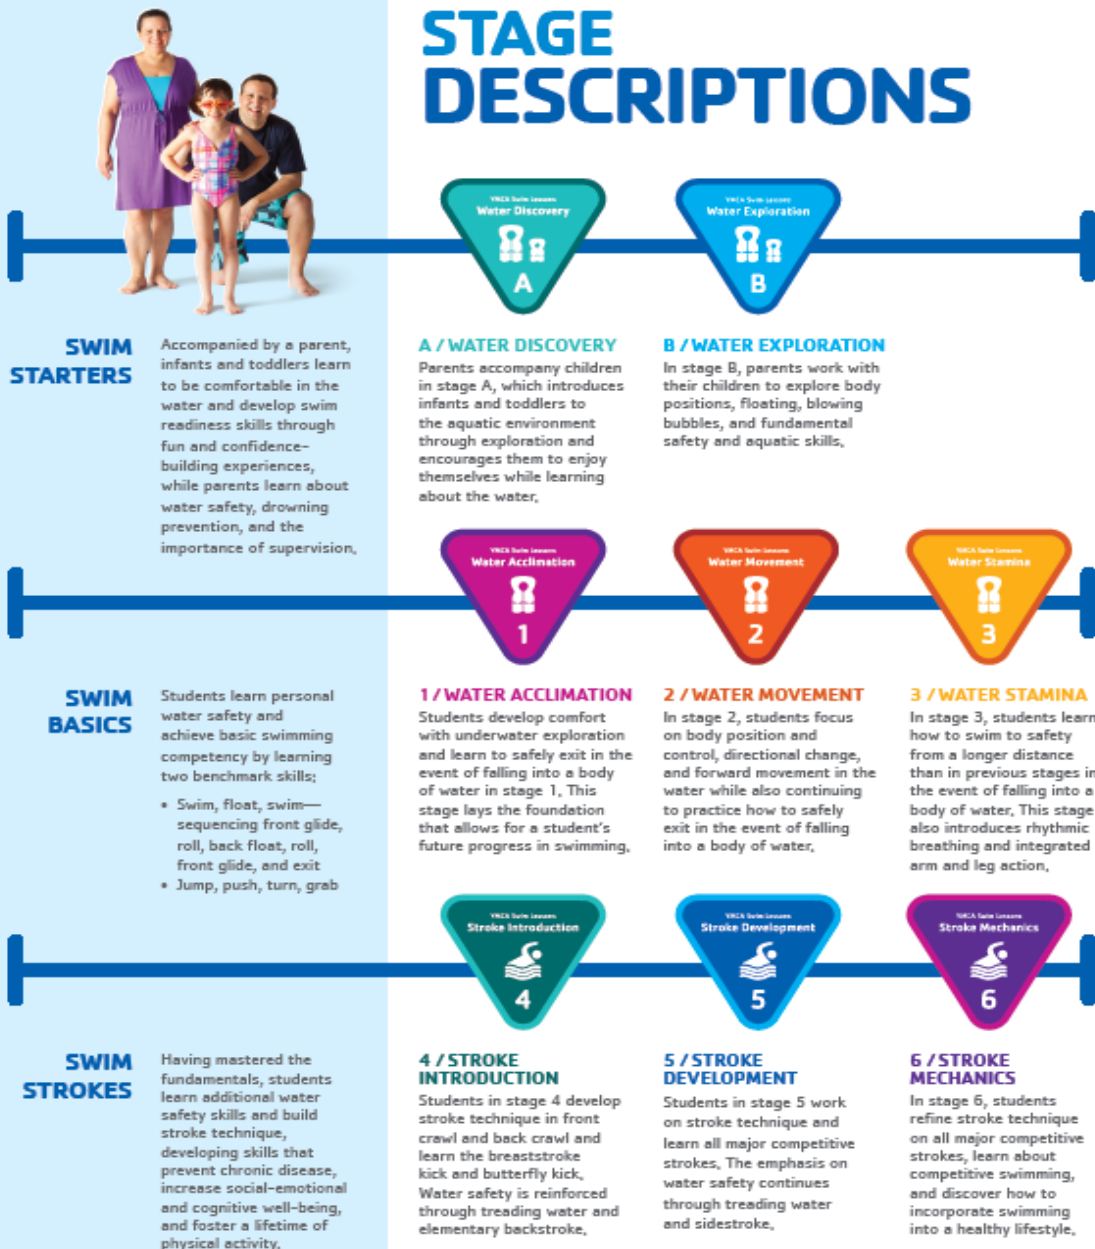 STAGE
DESCRIPTIONS
YMCA Swim Lessons
Water Discovery
A
YMCA Swim Lessons
Water Exploration
B
SWIM
STARTERS
Accompanied by a parent,
infants and toddlers learn
to be comfortable in the
water and develop swim
readiness skills through
fun and confidence-
building experiences,
while parents learn about
water safety, drowning
prevention, and the
importance of supervision.
A / WATER DISCOVERY
Parents accompany children
in stage A, which introduces
infants and toddlers to
the aquatic environment
through exploration and
encourages them to enjoy
themselves while learning
about the water.
B / WATER EXPLORATION
In stage B, parents work with
their children to explore body
positions, floating, blowing
bubbles, and fundamental
safety and aquatic skills.
YMCA Swim Lessons
Water Acclimation
1
YMCA Swim Lessons
Water Movement
2
YMCA Swim Lessons
Water Stamina
3
SWIM
BASICS
Students learn personal
water safety and
achieve basic swimming
competency by learning
two benchmark skills:
• Swim, float, swim—
sequencing front glide,
roll, back float, roll,
front glide, and exit
• Jump, push, turn, grab
1 / WATER ACCLIMATION
Students develop comfort
with underwater exploration
and learn to safely exit in the
event of falling into a body
of water in stage 1. This
stage lays the foundation
that allows for a student's
future progress in swimming.
2 / WATER MOVEMENT
In stage 2, students focus
on body position and
control, directional change,
and forward movement in the
water while also continuing
to practice how to safely
exit in the event of falling
into a body of water.
3 / WATER STAMINA
In stage 3, students learn
how to swim to safety
from a longer distance
than in previous stages in
the event of falling into a
body of water. This stage
also introduces rhythmic
breathing and integrated
arm and leg action.
YMCA Swim Lessons
Stroke Introduction
4
YMCA Swim Lessons
Stroke Development
5
YMCA Swim Lessons
Stroke Mechanics
6
SWIM
STROKES
Having mastered the
fundamentals, students
learn additional water
safety skills and build
stroke technique,
developing skills that
prevent chronic disease,
increase social-emotional
and cognitive well-being,
and foster a lifetime of
physical activity.
4 / STROKE
INTRODUCTION
Students in stage 4 develop
stroke technique in front
crawl and back crawl and
learn the breaststroke
kick and butterfly kick.
Water safety is reinforced
through treading water and
elementary backstroke.
5 / STROKE
DEVELOPMENT
Students in stage 5 work
on stroke technique and
learn all major competitive
strokes. The emphasis on
water safety continues
through treading water
and sidestroke.
6 / STROKE
MECHANICS
In stage 6, students
refine stroke technique
on all major competitive
strokes, learn about
competitive swimming,
and discover how to
incorporate swimming
into a healthy lifestyle.